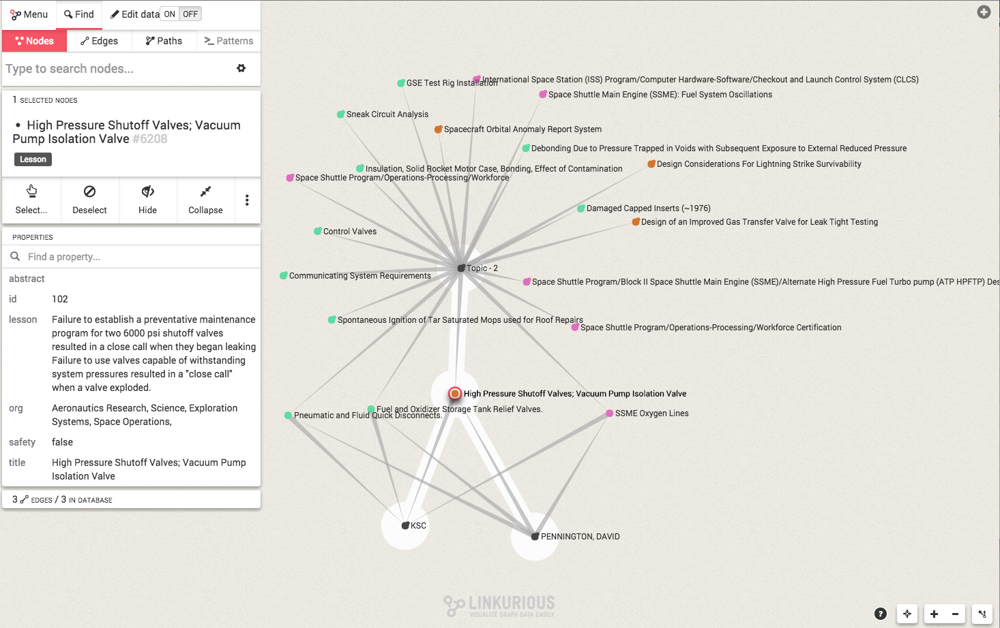 Menu
Find
Edit data
ON
OFF
Nodes
Edges
Paths
Patterns
Type to search nodes...
1 SELECTED NODES
• High Pressure Shutoff Valves; Vacuum
Pump Isolation Valve #6208
Lesson
Select...
Deselect
Hide
Collapse
PROPERTIES
Find a property...
abstract
id 102
lesson Failure to establish a preventative maintenance
program for two 6000 psi shutoff valves
resulted in a close call when they began leaking
Failure to use valves capable of withstanding
system pressures resulted in a "close call"
when a valve exploded.
org Aeronautics Research, Science, Exploration
Systems, Space Operations,
safety false
title High Pressure Shutoff Valves; Vacuum Pump
Isolation Valve
3 EDGES / 3 IN DATABASE
International Space Station (ISS) Program/Computer Hardware-Software/Checkout and Launch Control System (CLCS)
GSE Test Rig Installation
Space Shuttle Main Engine (SSME): Fuel System Oscillations
Sneak Circuit Analysis
Spacecraft Orbital Anomaly Report System
Debonding Due to Pressure Trapped in Voids with Subsequent Exposure to External Reduced Pressure
Design Considerations For Lightning Strike Survivability
Insulation, Solid Rocket Motor Case, Bonding, Effect of Contamination
Space Shuttle Program/Operations-Processing/Workforce
Damaged Capped Inserts (~1976)
Design of an Improved Gas Transfer Valve for Leak Tight Testing
Control Valves
Topic - 2
Communicating System Requirements
Space Shuttle Program/Block II Space Shuttle Main Engine (SSME)/Alternate High Pressure Fuel Turbo pump (ATP HPFTP) Des
Spontaneous Ignition of Tar Saturated Mops used for Roof Repairs
Space Shuttle Program/Operations-Processing/Workforce Certification
High Pressure Shutoff Valves; Vacuum Pump Isolation Valve
Fuel and Oxidizer Storage Tank Relief Valves.
Pneumatic and Fluid Quick Disconnects.
SSME Oxygen Lines
KSC
PENNINGTON, DAVID
LINKURIOUS
VISUALIZE GRAPH DATA EASILY
?